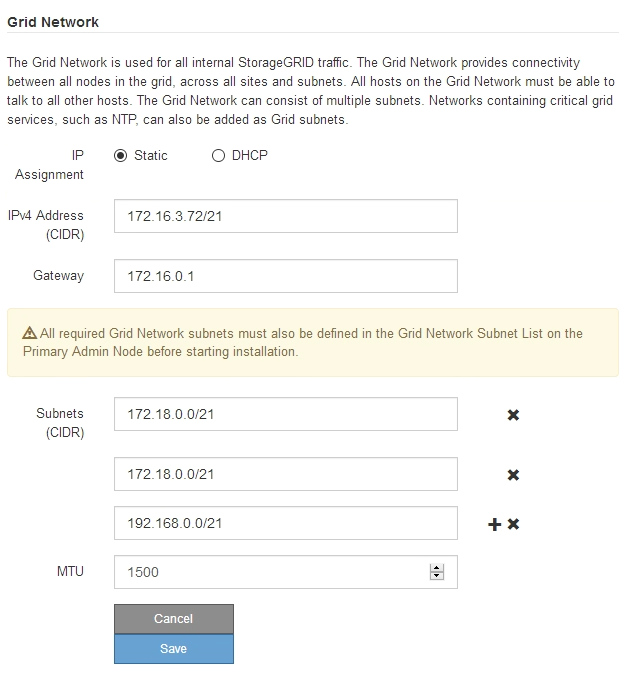 Grid Network
The Grid Network is used for all internal StorageGRID traffic. The Grid Network provides connectivity
between all nodes in the grid, across all sites and subnets. All hosts on the Grid Network must be able to
talk to all other hosts. The Grid Network can consist of multiple subnets. Networks containing critical grid
services, such as NTP, can also be added as Grid subnets.
IP Static DHCP
Assignment
IPv4 Address 172.16.3.72/21
(CIDR)
Gateway 172.16.0.1
All required Grid Network subnets must also be defined in the Grid Network Subnet List on the
Primary Admin Node before starting installation.
Subnets 172.18.0.0/21
(CIDR)
172.18.0.0/21
192.168.0.0/21
MTU 1500
Cancel
Save